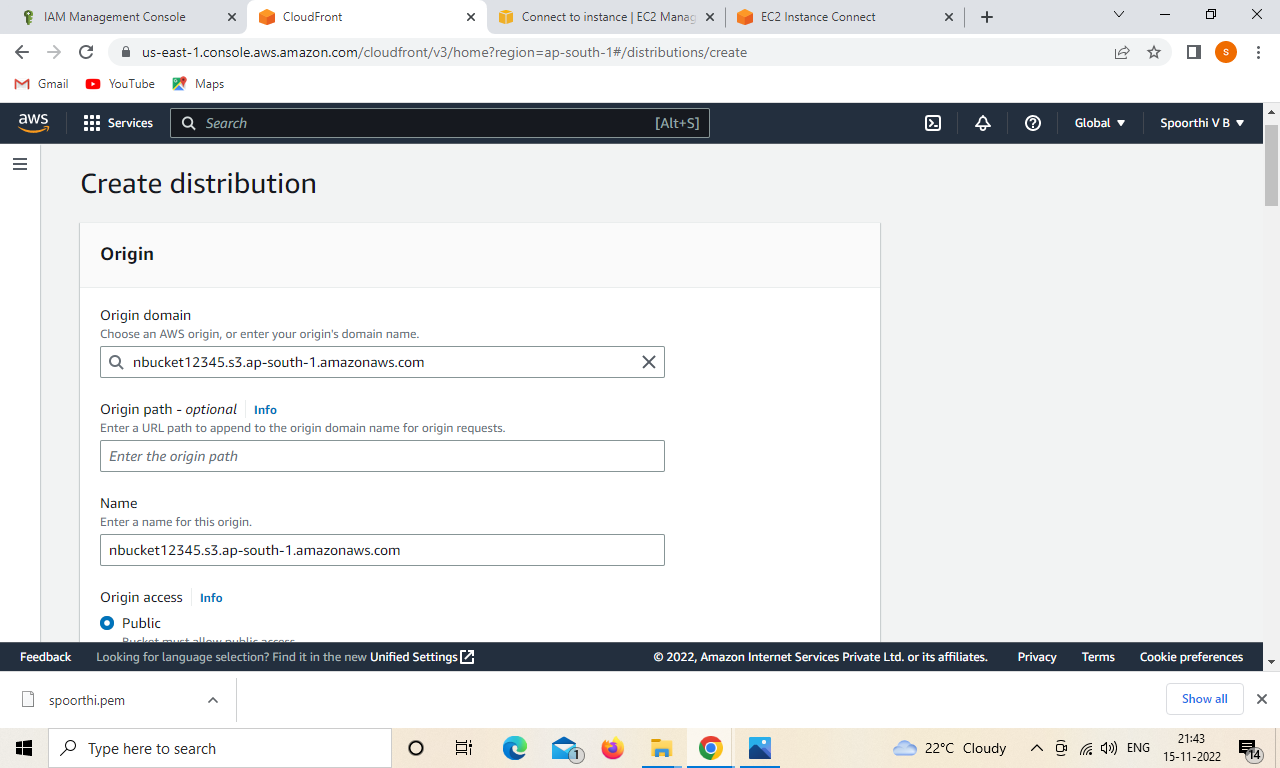 IAM Management Console
CloudFront
Connect to instance | EC2 Manag
EC2 Instance Connect
us-east-1.console.aws.amazon.com/cloudfront/v3/home?region=ap-south-1#/distributions/create
S
Gmail
YouTube
Maps
aws
Services
Search
[Alt+S]
Global
Spoorthi V B
Create distribution
Origin
Origin domain
Choose an AWS origin, or enter your origin's domain name.
nbucket12345.s3.ap-south-1.amazonaws.com
Origin path - optional
Info
Enter a URL path to append to the origin domain name for origin requests.
Enter the origin path
Name
Enter a name for this origin.
nbucket12345.s3.ap-south-1.amazonaws.com
Origin access
Info
Public
Bucket must allow public access.
Feedback
Looking for language selection? Find it in the new Unified Settings
© 2022, Amazon Internet Services Private Ltd. or its affiliates.
Privacy
Terms
Cookie preferences
spoorthi.pem
Show all
Type here to search
1
22°C Cloudy
ENG
21:43
15-11-2022
14